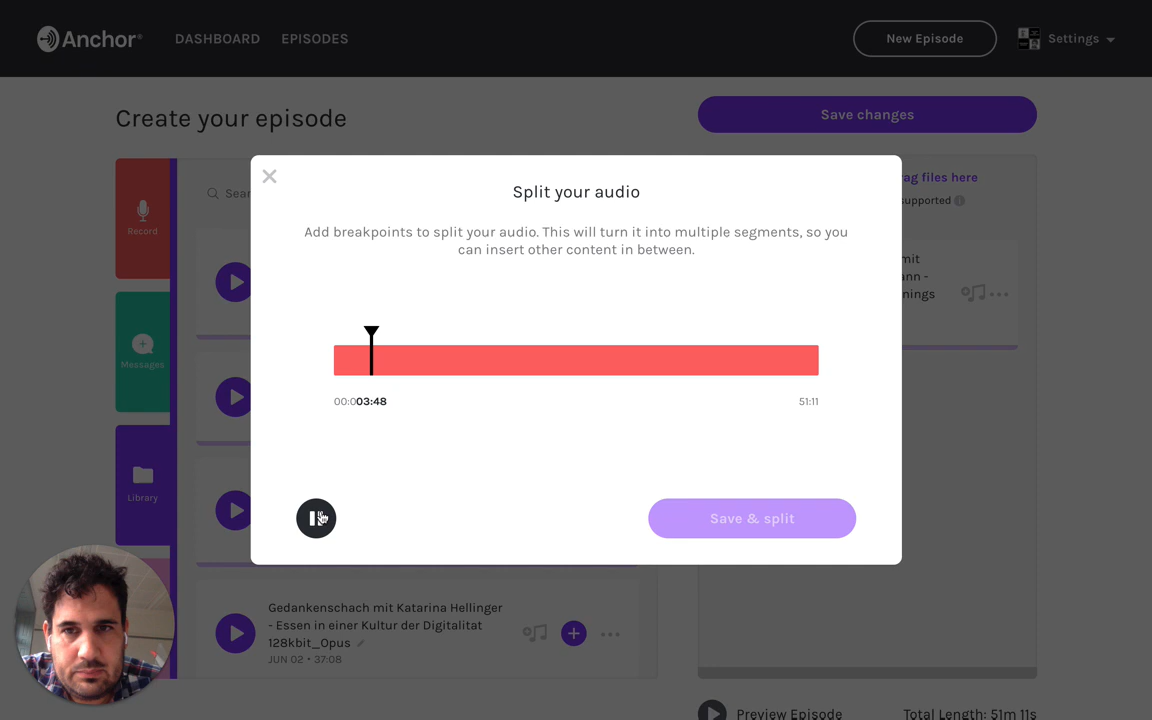 Anchor
DASHBOARD
EPISODES
New Episode
Settings
Create your episode
Save changes
Record
Messages
Library
Split your audio
Add breakpoints to split your audio. This will turn it into multiple segments, so you
can insert other content in between.
00:0
03:48
51:11
Save & split
ag files here
supported
mit
ann -
nings
Gedankenschach mit Katarina Hellinger
- Essen in einer Kultur der Digitalitat
128kbit_Opus
JUN 02 • 37:08
Preview Episode
Total Length: 51m 11s